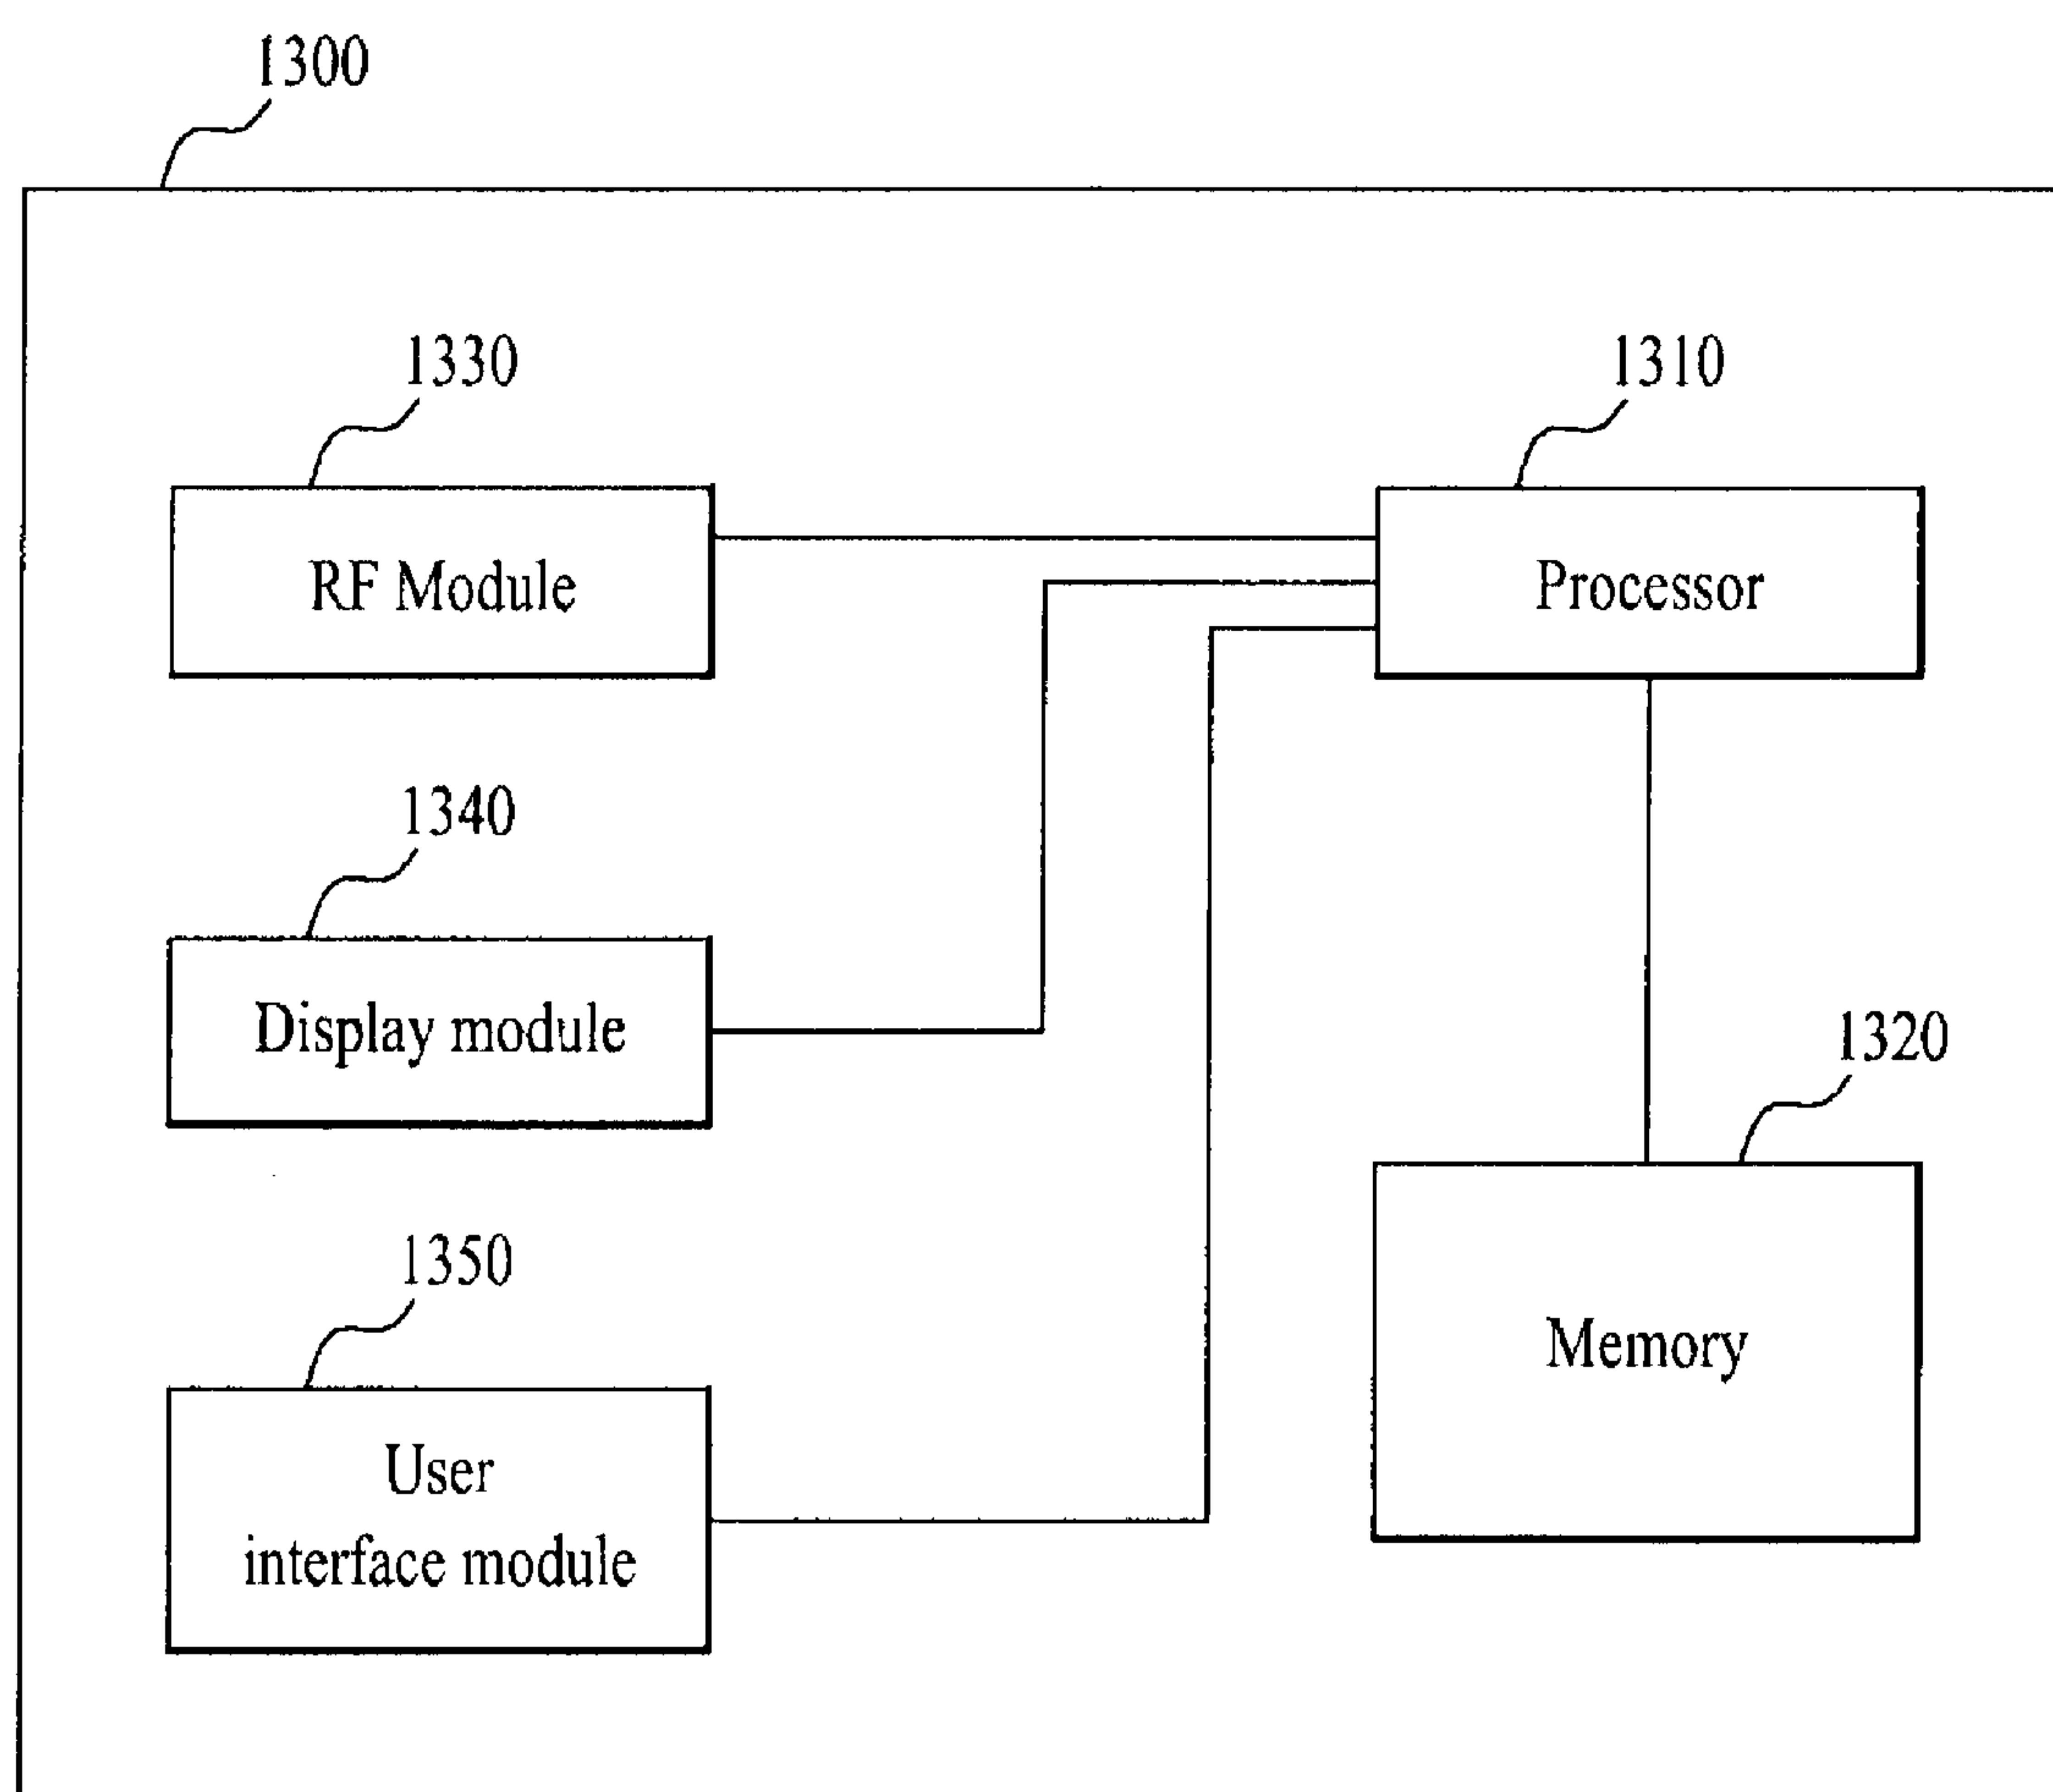 1300
1330
1310
RF Module
Processor
1340
Display module
1320
1350
Memory
User
interface module